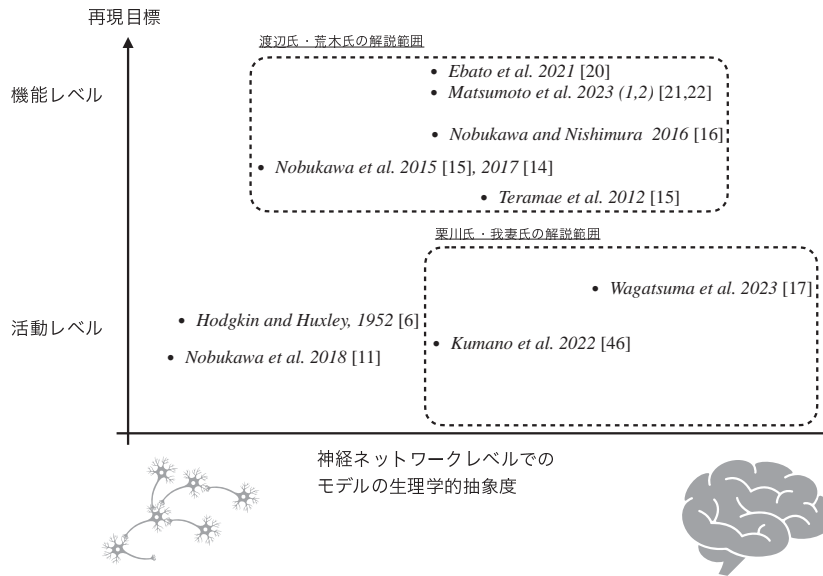 再現目標
渡辺氏・荒木氏の解説範囲
機能レベル
• Ebato et al. 2021 [20]
• Matsumoto et al. 2023 (1,2) [21,22]
• Nobukawa and Nishimura 2016 [16]
• Nobukawa et al. 2015 [15], 2017 [14]
• Teramae et al. 2012 [15]
栗川氏・我妻氏の解説範囲
• Wagatsuma et al. 2023 [17]
活動レベル
• Hodgkin and Huxley, 1952 [6]
• Kumano et al. 2022 [46]
• Nobukawa et al. 2018 [11]
神経ネットワークレベルでの
モデルの生理学的抽象度